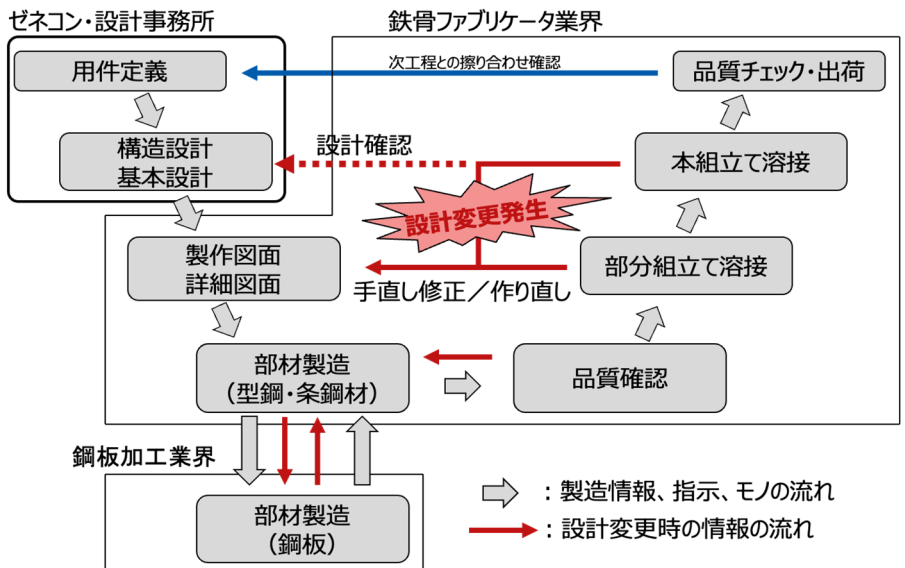 ゼネコン・設計事務所
鉄骨ファブリケータ業界
用件定義
次工程との擦り合わせ確認
品質チェック・出荷
構造設計
基本設計
設計確認
本組立て溶接
設計変更発生
製作図面
詳細図面
部分組立て溶接
手直し修正／作り直し
部材製造
（型鋼・条鋼材）
品質確認
鋼板加工業界
部材製造
（鋼板）
：製造情報、指示、モノの流れ
：設計変更時の情報の流れ